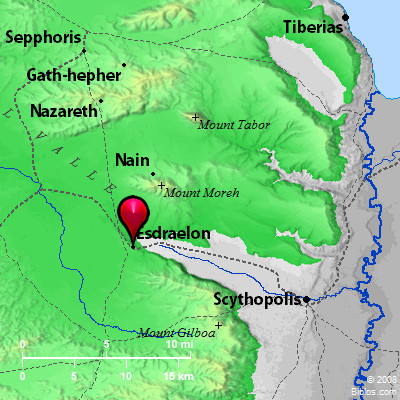 Tiberias
Sepphoris
Gath-hepher
Nazareth
Mount Tabor
VALLE
Nain
Mount Moreh
Esdraelon
Scythopolis
Mount Gilboa
0 5 10 mi
0 5 10 15 km
© 2008
Biblos.com